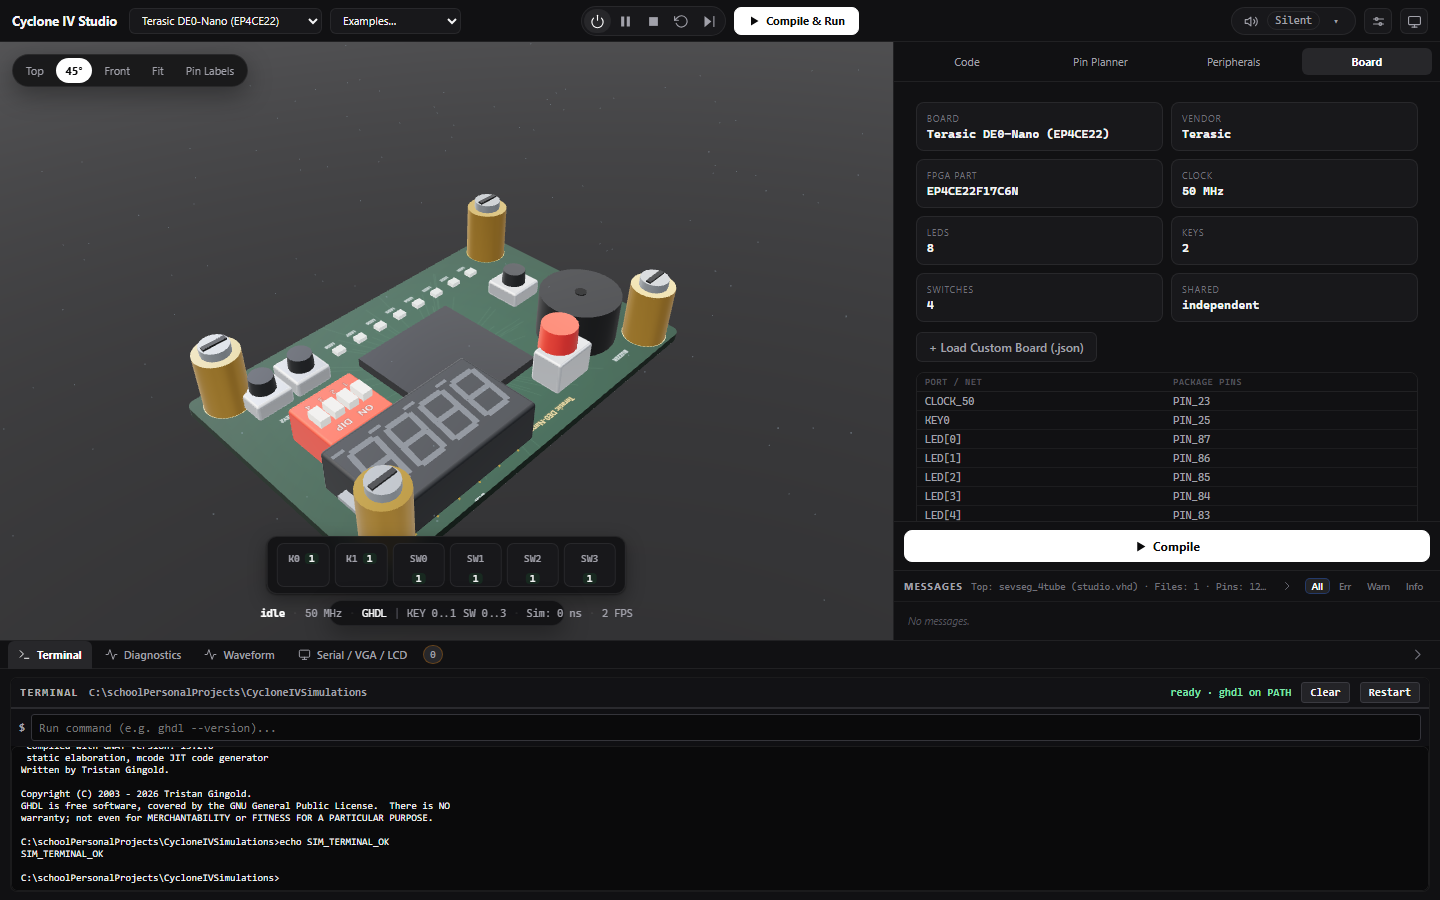 Cyclone IV Studio
Terasic DE0-Nano (EP4CE22)
Examples...
Compile & Run
Silent
Top
45°
Front
Fit
Pin Labels
Code
Pin Planner
Peripherals
Board
BOARD
Terasic DE0-Nano (EP4CE22)
VENDOR
Terasic
FPGA PART
EP4CE22F17C6N
CLOCK
50 MHz
LEDS
8
KEYS
2
SWITCHES
4
SHARED
independent
+ Load Custom Board (.json)
PORT / NET PACKAGE PINS
CLOCK_50 PIN_23
KEY0 PIN_25
LED[0] PIN_87
LED[1] PIN_86
LED[2] PIN_85
LED[3] PIN_84
LED[4] PIN_83
ON
DIP
K0 1
K1 1
SW0
1
SW1
1
SW2
1
SW3
1
idle 50 MHz · GHDL | KEY 0..1 SW 0..3 · Sim: 0 ns · 2 FPS
Compile
MESSAGES Top: sevseg_4tube (studio.vhd) · Files: 1 · Pins: 12…
All
Err
Warn
Info
No messages.
Terminal
Diagnostics
Waveform
Serial / VGA / LCD
0
TERMINAL C:\schoolPersonalProjects\CycloneIVSimulations
ready · ghdl on PATH
Clear
Restart
$ Run command (e.g. ghdl --version)...
static elaboration, mcode JIT code generator
Written by Tristan Gingold.
Copyright (C) 2003 - 2026 Tristan Gingold.
GHDL is free software, covered by the GNU General Public License.  There is NO
warranty; not even for MERCHANTABILITY or FITNESS FOR A PARTICULAR PURPOSE.
C:\schoolPersonalProjects\CycloneIVSimulations>echo SIM_TERMINAL_OK
SIM_TERMINAL_OK
C:\schoolPersonalProjects\CycloneIVSimulations>